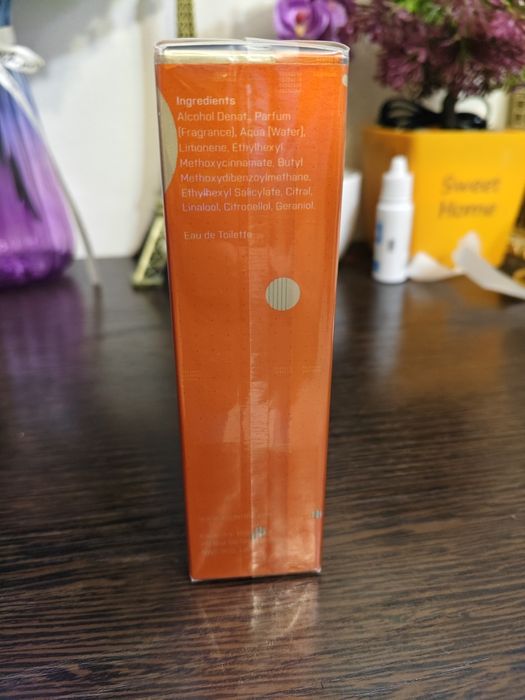 Ingredients
Alcohol Denat., Parfum
[Fragrance], Aqua [Water],
Limonene, Ethylhexyl
Methoxycinnamate, Butyl
Methoxydibenzoylmethane,
Ethylhexyl Salicylate, Citral,
Linalool, Citronellol, Geraniol.
Eau de Toilette
Sweet
Home